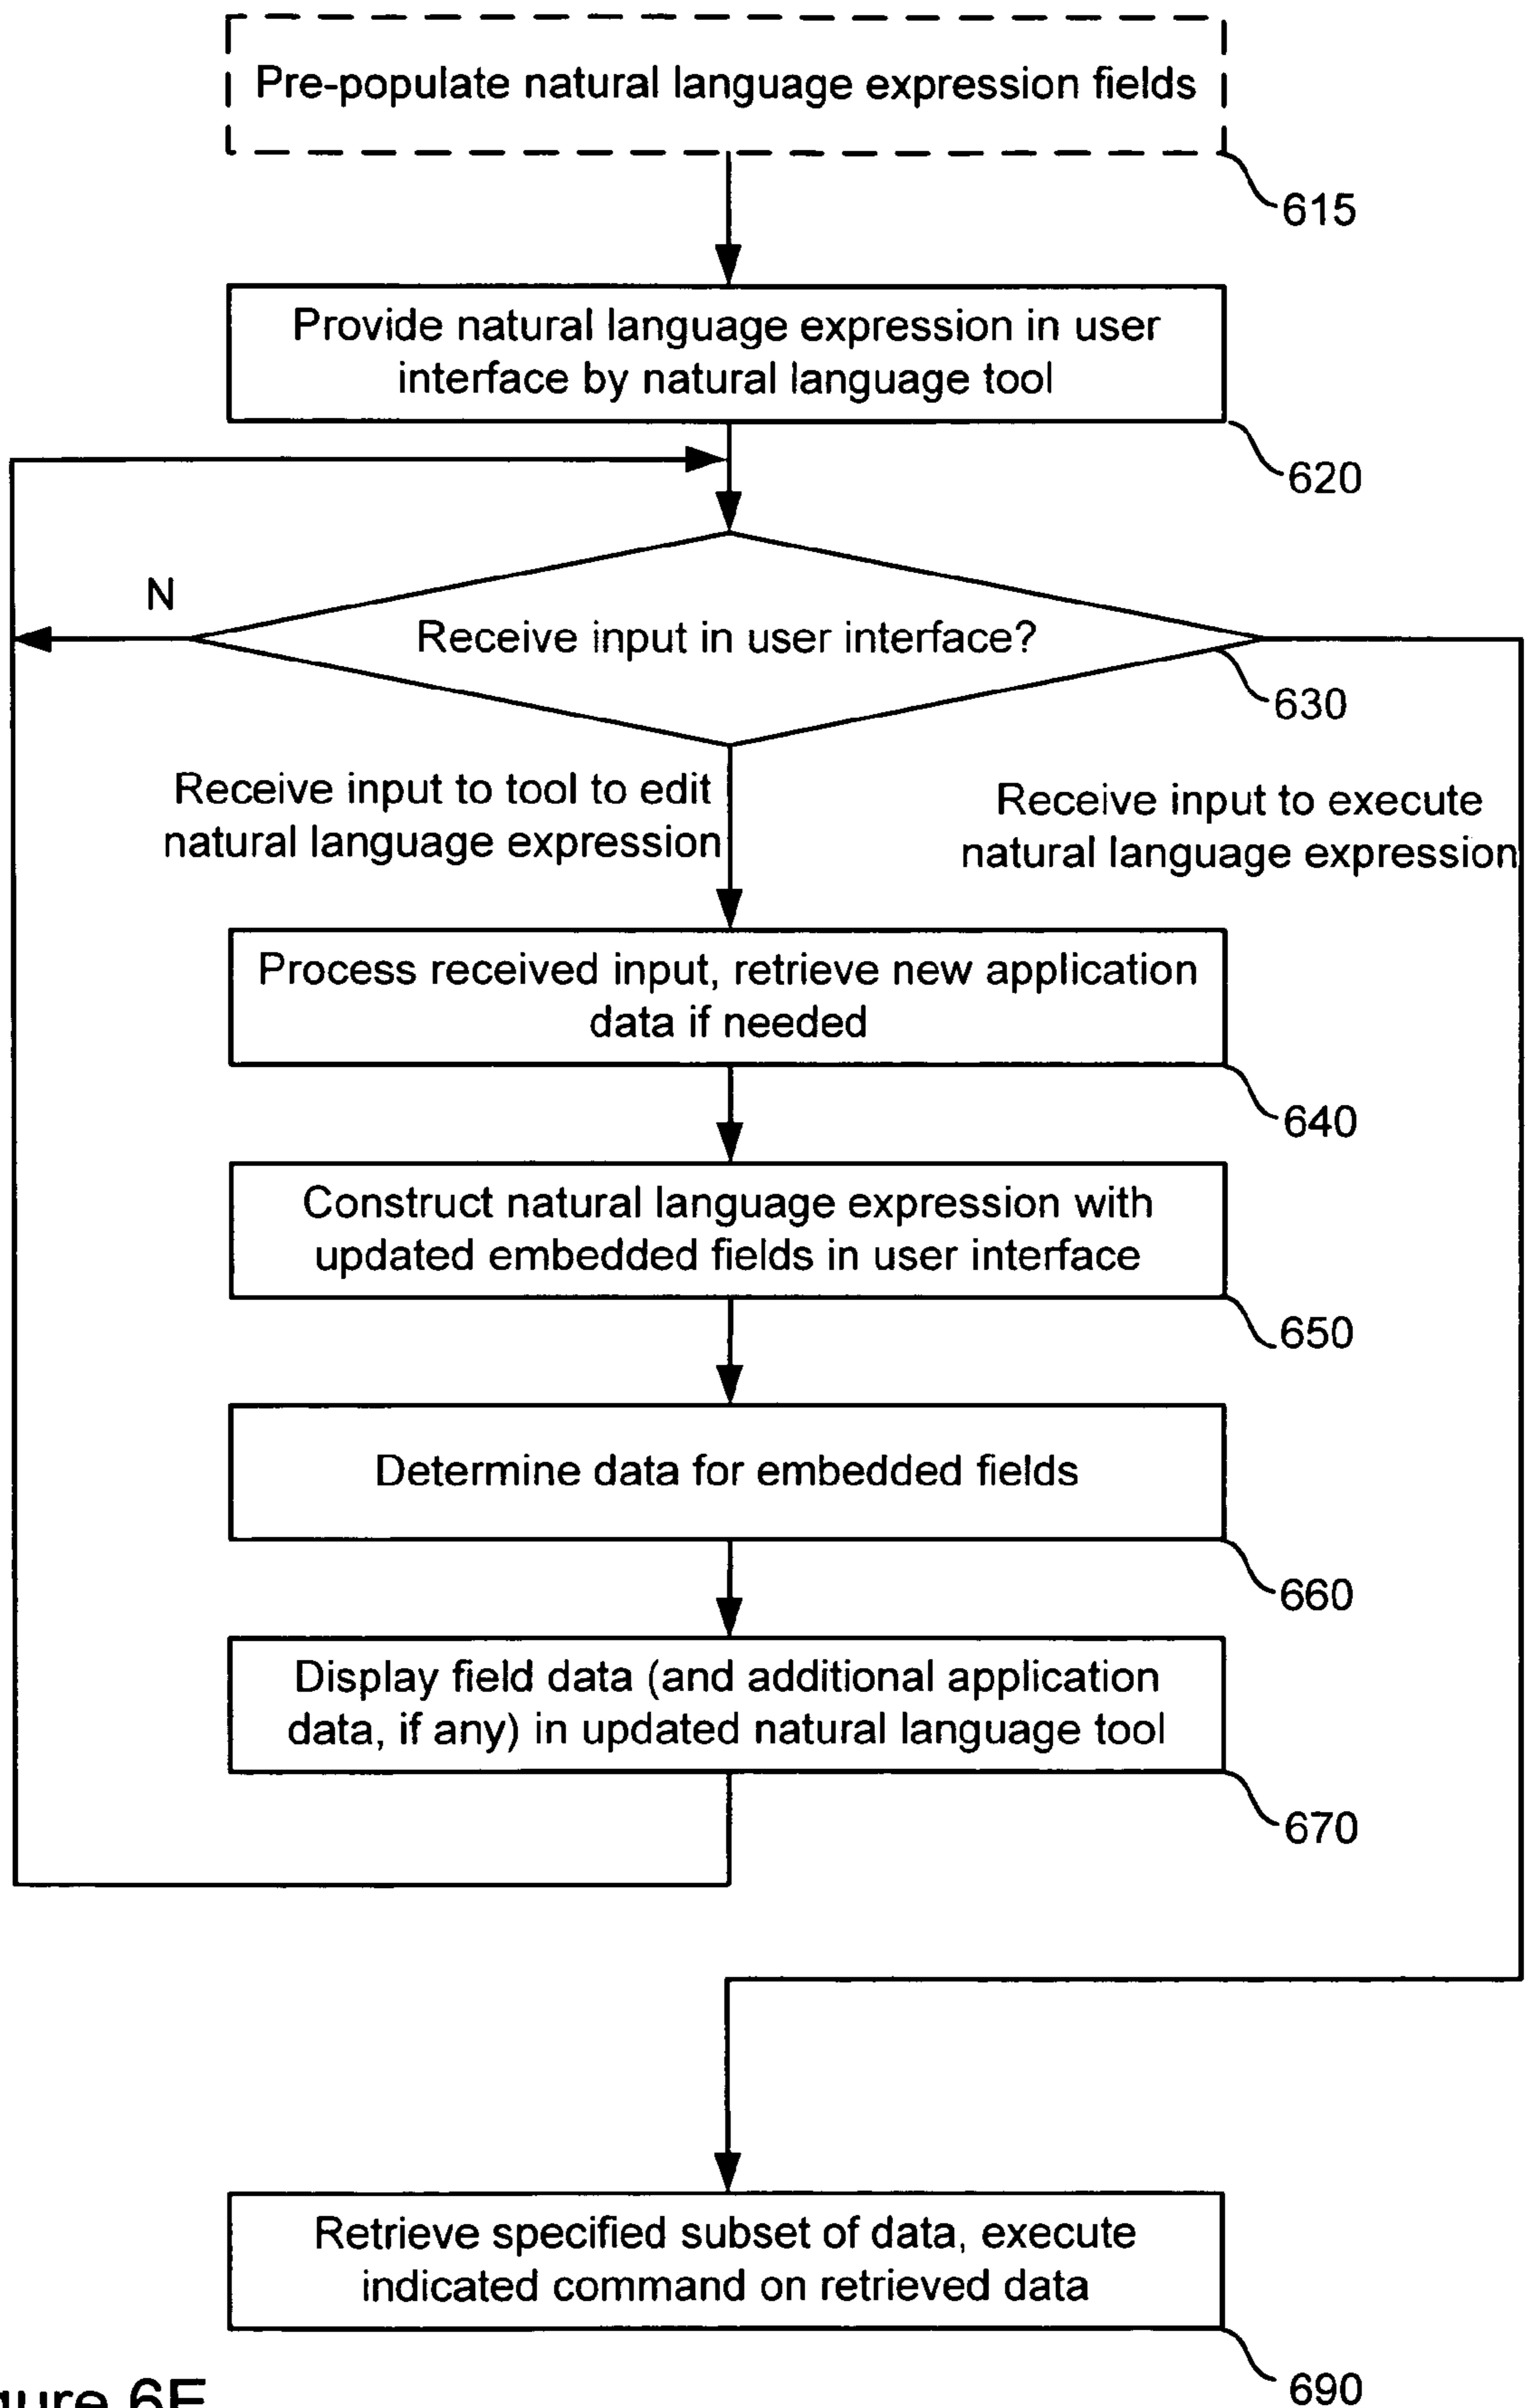 Pre-populate natural language expression fields
615
Provide natural language expression in user
interface by natural language tool
620
N
Receive input in user interface?
630
Receive input to tool to edit
natural language expression
Receive input to execute
natural language expression
Process received input, retrieve new application
data if needed
640
Construct natural language expression with
updated embedded fields in user interface
650
Determine data for embedded fields
660
Display field data (and additional application
data, if any) in updated natural language tool
670
Retrieve specified subset of data, execute
indicated command on retrieved data
690